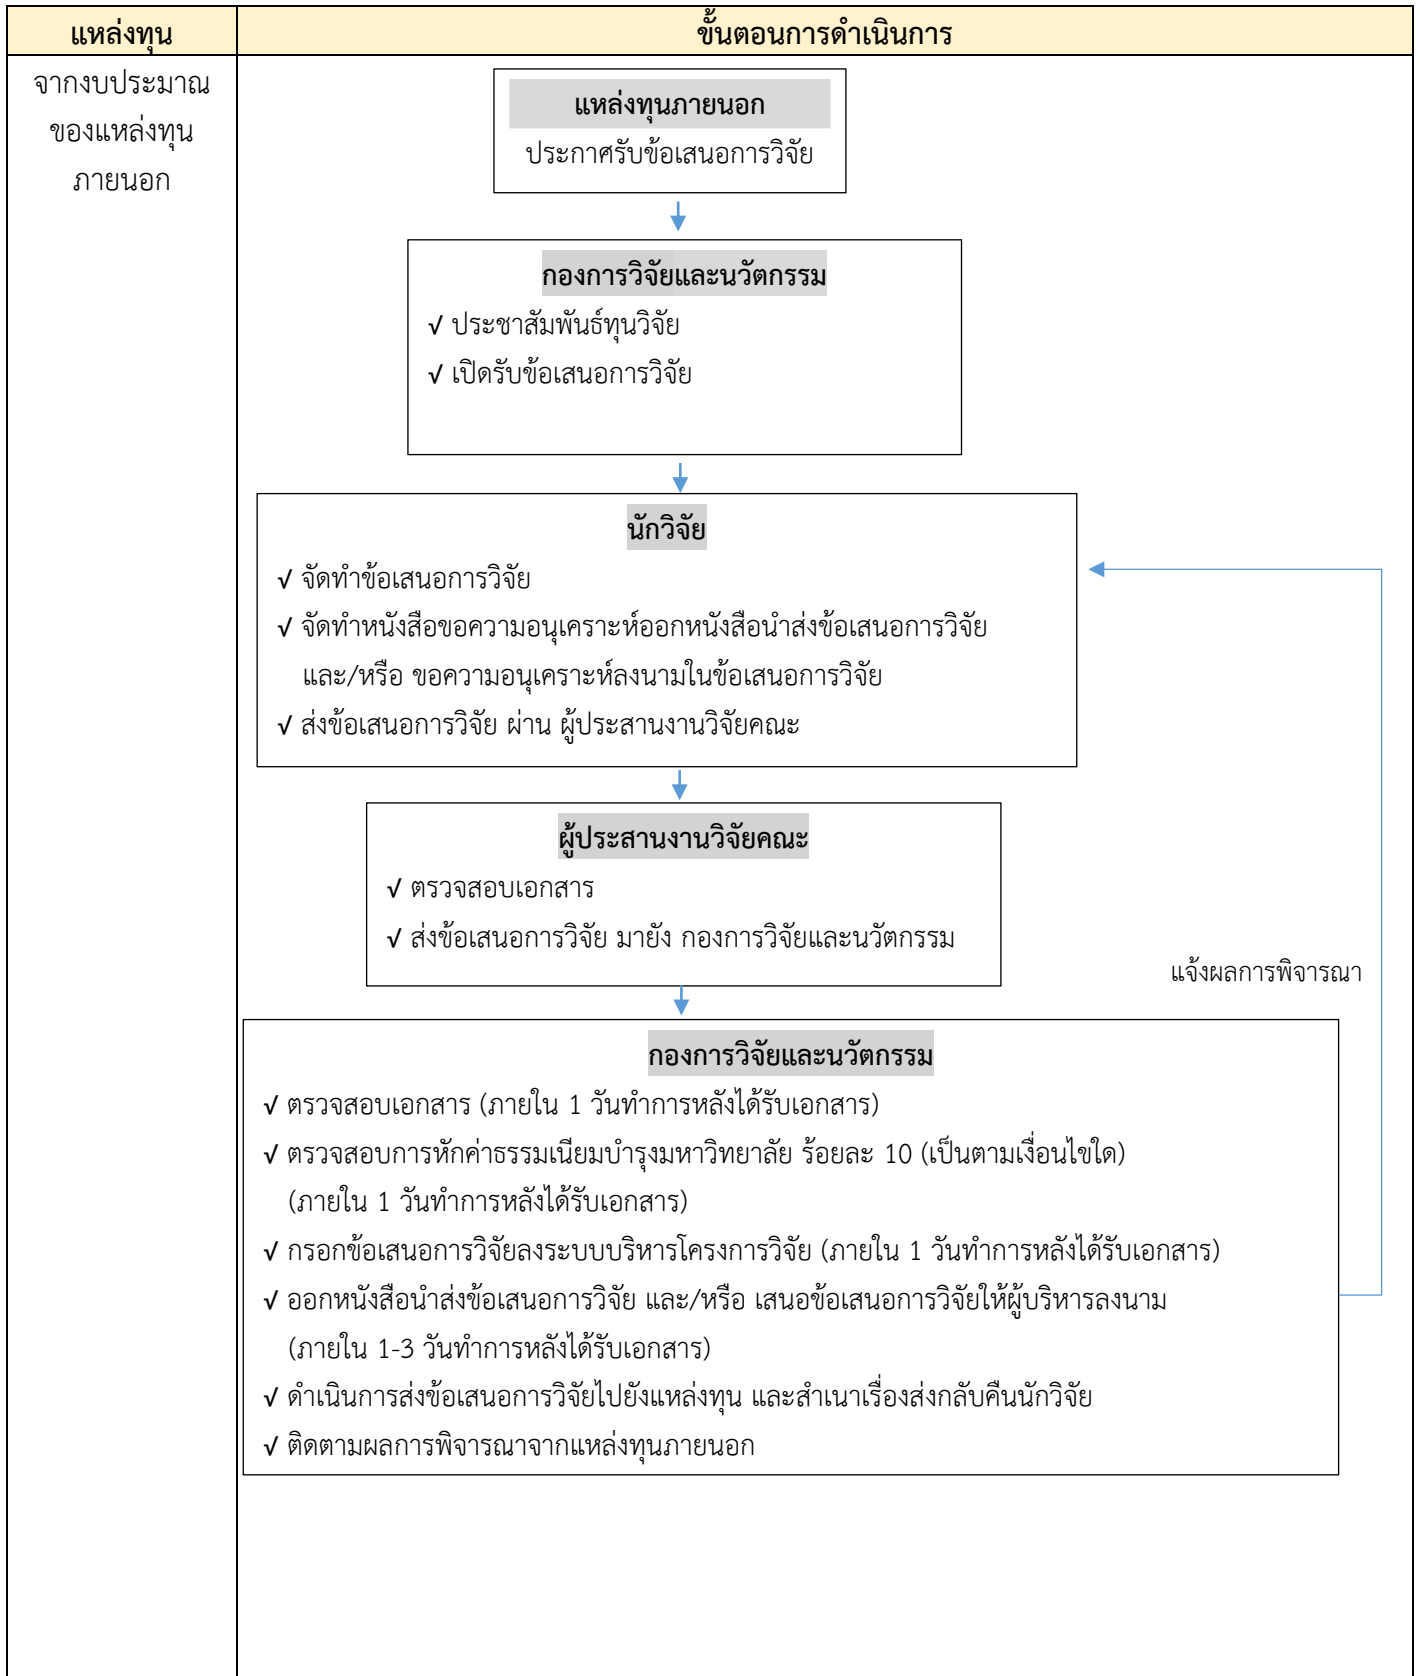 แหล่งทุน
ขั้นตอนการดำเนินการ
จากงบประมาณ
ของแหล่งทุน
ภายนอก
แหล่งทุนภายนอก
ประกาศรับข้อเสนอการวิจัย
กองการวิจัยและนวัตกรรม
√ ประชาสัมพันธ์ทุนวิจัย
√ เปิดรับข้อเสนอการวิจัย
นักวิจัย
√ จัดทำข้อเสนอการวิจัย
√ จัดทำหนังสือขอความอนุเคราะห์ออกหนังสือนำส่งข้อเสนอการวิจัย
และ/หรือ ขอความอนุเคราะห์ลงนามในข้อเสนอการวิจัย
√ ส่งข้อเสนอการวิจัย ผ่าน ผู้ประสานงานวิจัยคณะ
ผู้ประสานงานวิจัยคณะ
√ ตรวจสอบเอกสาร
√ ส่งข้อเสนอการวิจัย มายัง กองการวิจัยและนวัตกรรม
แจ้งผลการพิจารณา
กองการวิจัยและนวัตกรรม
√ ตรวจสอบเอกสาร (ภายใน 1 วันทำการหลังได้รับเอกสาร)
√ ตรวจสอบการหักค่าธรรมเนียมบำรุงมหาวิทยาลัย ร้อยละ 10 (เป็นตามเงื่อนไขใด)
(ภายใน 1 วันทำการหลังได้รับเอกสาร)
√ กรอกข้อเสนอการวิจัยลงระบบบริหารโครงการวิจัย (ภายใน 1 วันทำการหลังได้รับเอกสาร)
√ ออกหนังสือนำส่งข้อเสนอการวิจัย และ/หรือ เสนอข้อเสนอการวิจัยให้ผู้บริหารลงนาม
(ภายใน 1-3 วันทำการหลังได้รับเอกสาร)
√ ดำเนินการส่งข้อเสนอการวิจัยไปยังแหล่งทุน และสำเนาเรื่องส่งกลับคืนนักวิจัย
√ ติดตามผลการพิจารณาจากแหล่งทุนภายนอก